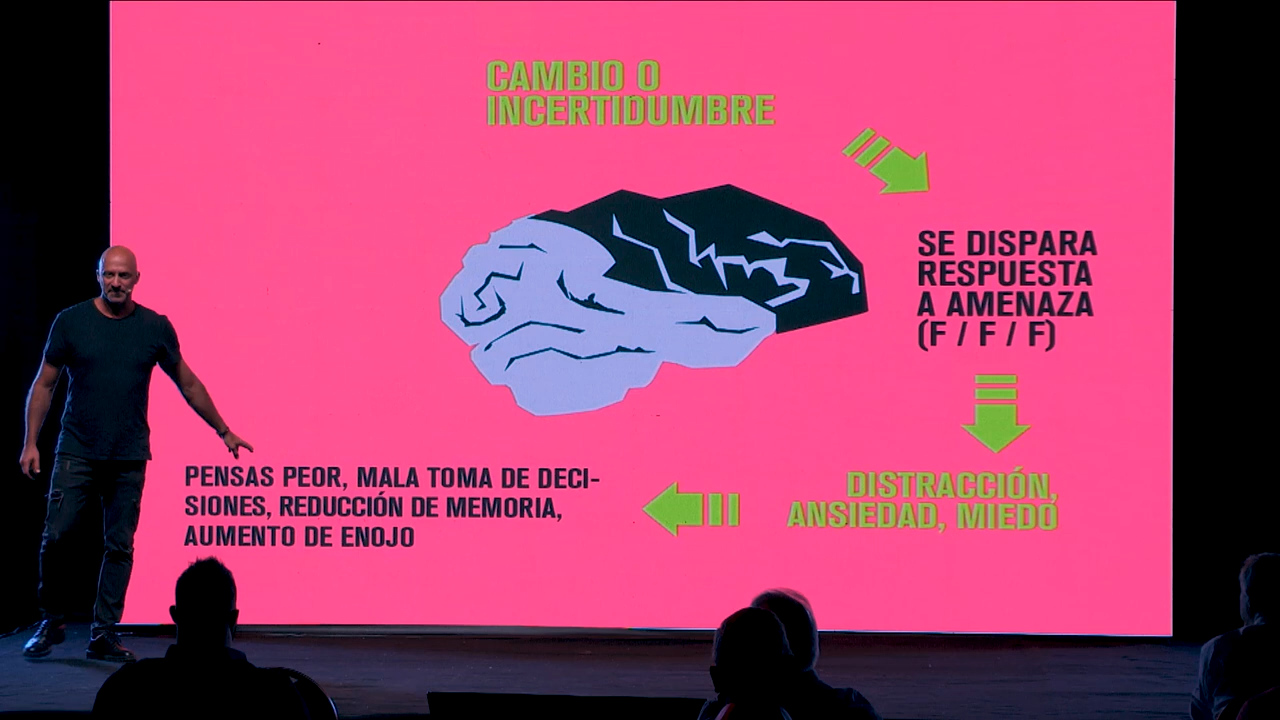 CAMBIO O
INCERTIDUMBRE
SE DISPARA
RESPUESTA
A AMENAZA
(F / F / F)
DISTRACCIÓN,
ANSIEDAD, MIEDO
PENSAS PEOR, MALA TOMA DE DECI-
SIONES, REDUCCIÓN DE MEMORIA,
AUMENTO DE ENOJO